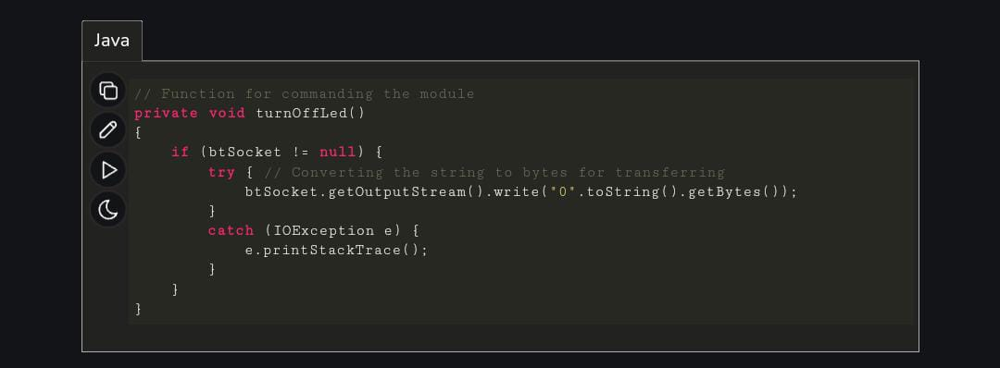 Java
// Function for commanding the module
private void turnOffLed()
{
    if (btSocket != null) {
        try { // Converting the string to bytes for transferring
            btSocket.getOutputStream().write("0".toString().getBytes());
        }
        catch (IOException e) {
            e.printStackTrace();
        }
    }
}